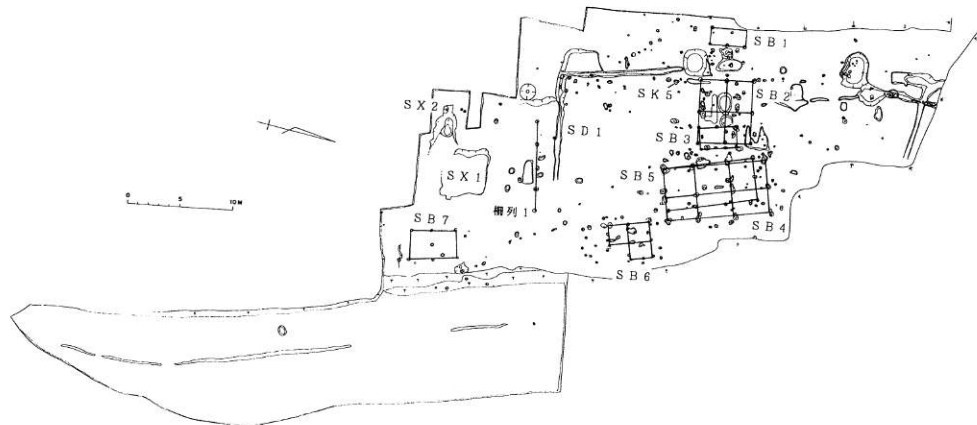 SB1
SX2
SK5
SB2
SD1
SB3
SX1
SB5
柵列1
SB7
SB4
SB6
0 5 10M